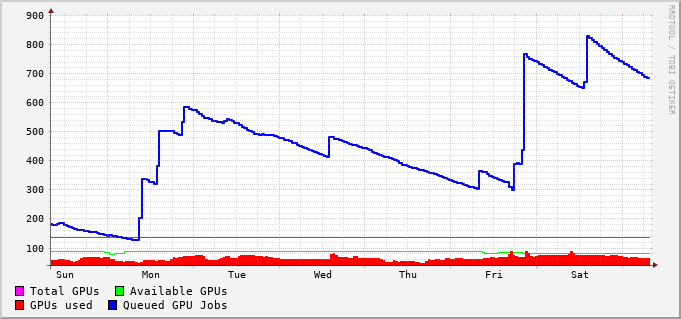 900
800
700
600
500
400
300
200
100
Sun Mon Tue Wed Thu Fri Sat
Total GPUs Available GPUs
GPUs used Queued GPU Jobs
RRDTOOL / TOBI OETIKER